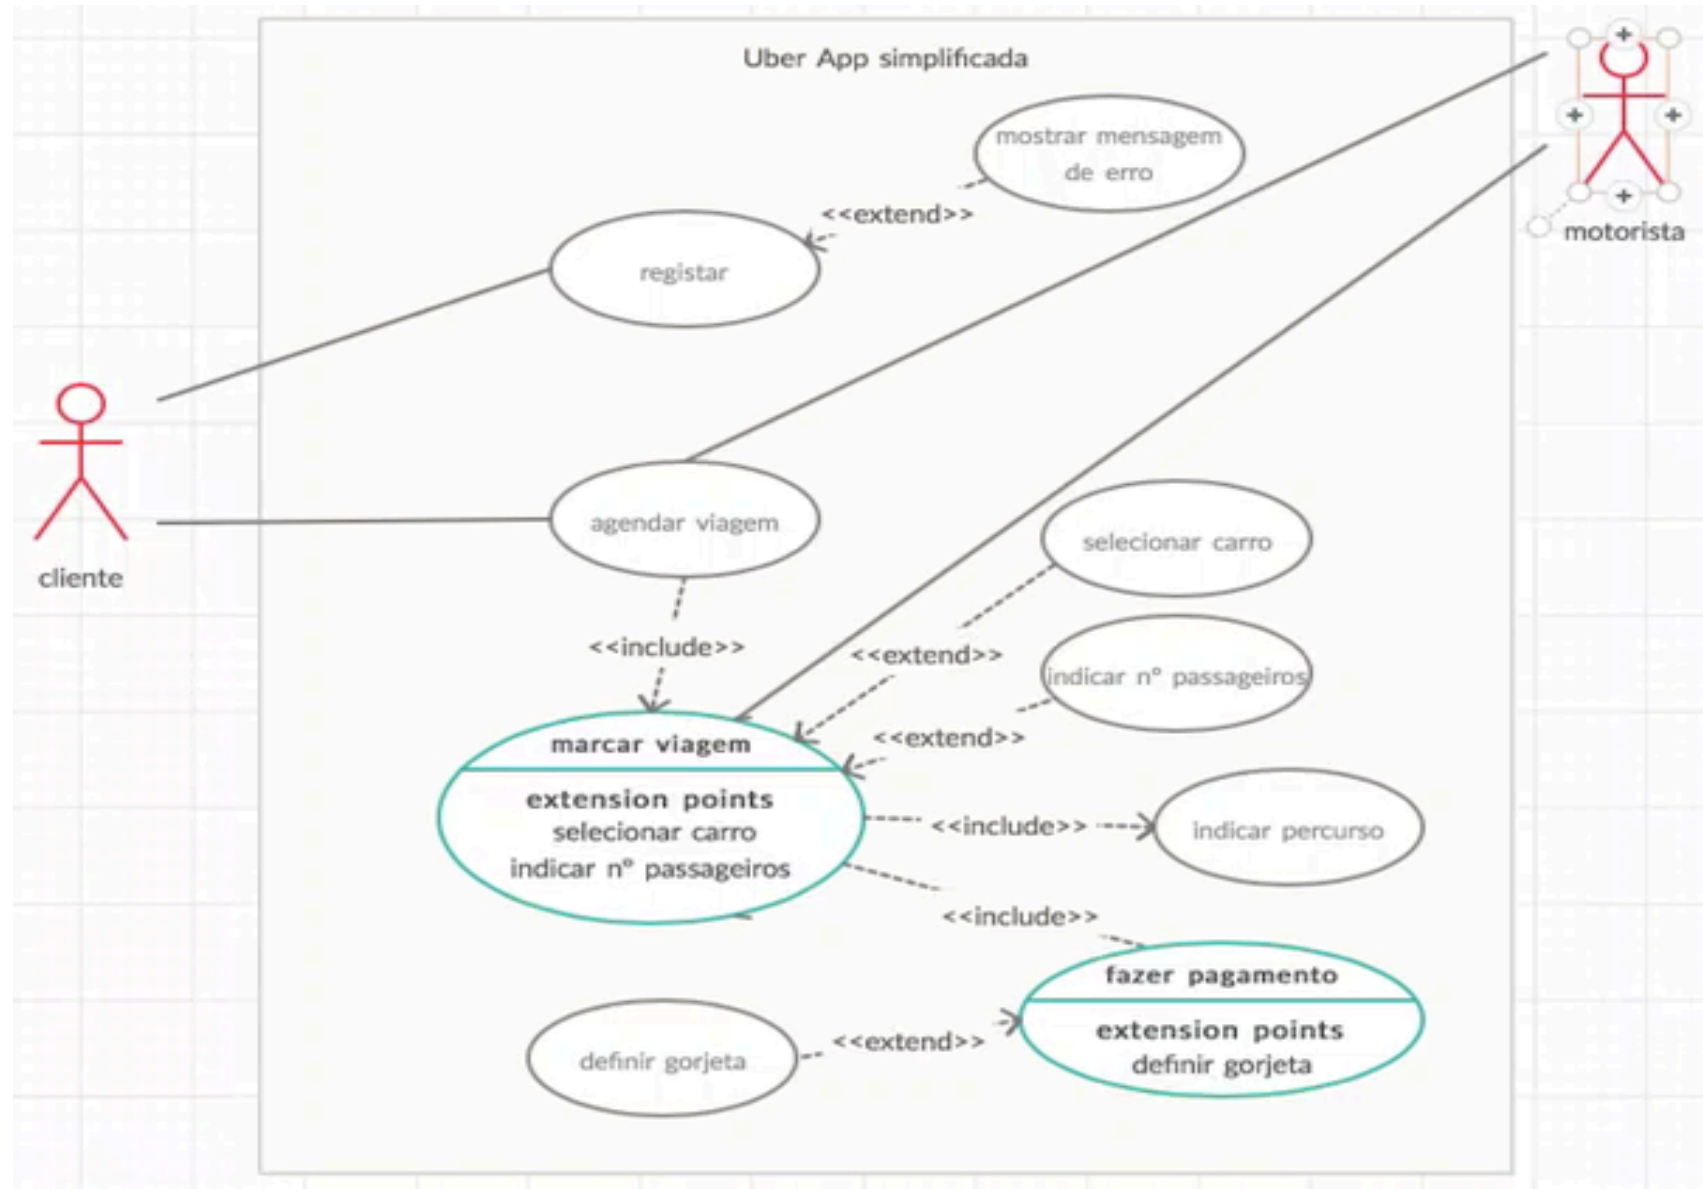 Uber App simplificada
mostrar mensagem
de erro
<<extend>>
motorista
registar
agendar viagem
selecionar carro
cliente
<<include>>
<<extend>>
indicar nº passageiros
<<extend>>
marcar viagem
extension points
selecionar carro
indicar nº passageiros
<<include>>
indicar percurso
<<include>>
fazer pagamento
extension points
definir gorjeta
<<extend>>
definir gorjeta